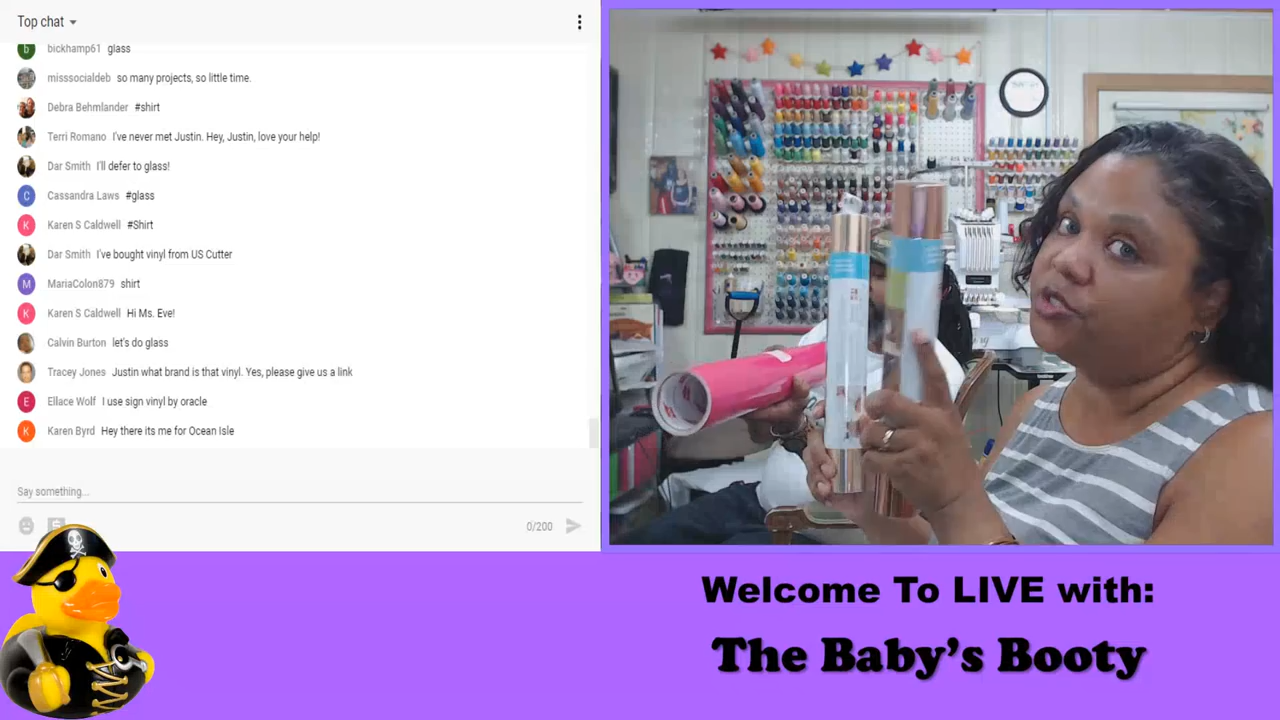 Top chat
b bickhamp61 glass
misssocialdeb so many projects, so little time.
Debra Behmlander #shirt
Terri Romano I've never met Justin. Hey, Justin, love your help!
Dar Smith I'll defer to glass!
C Cassandra Laws #glass
K Karen S Caldwell #Shirt
Dar Smith I've bought vinyl from US Cutter
M MariaColon879 shirt
K Karen S Caldwell Hi Ms. Eve!
Calvin Burton let's do glass
Tracey Jones Justin what brand is that vinyl. Yes, please give us a link
E Ellace Wolf I use sign vinyl by oracle
K Karen Byrd Hey there its me for Ocean Isle
Say something...
0/200
Welcome To LIVE with:
The Baby's Booty